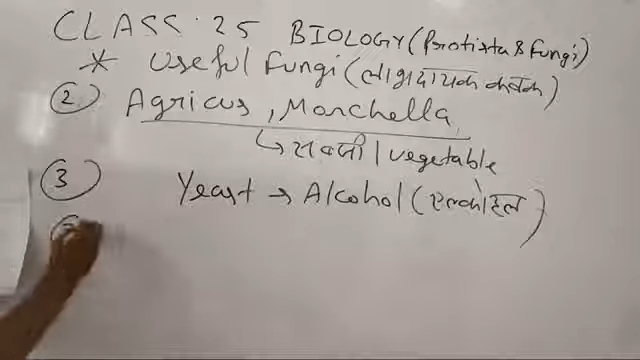 CLASS · 25 BIOLOGY (Protista & Fungi)
* Useful Fungi (लाभदायक कवक)
② Agricus, Monchella
↳ सब्जी | vegetable
③ Yeast → Alcohol (एल्कोहल)